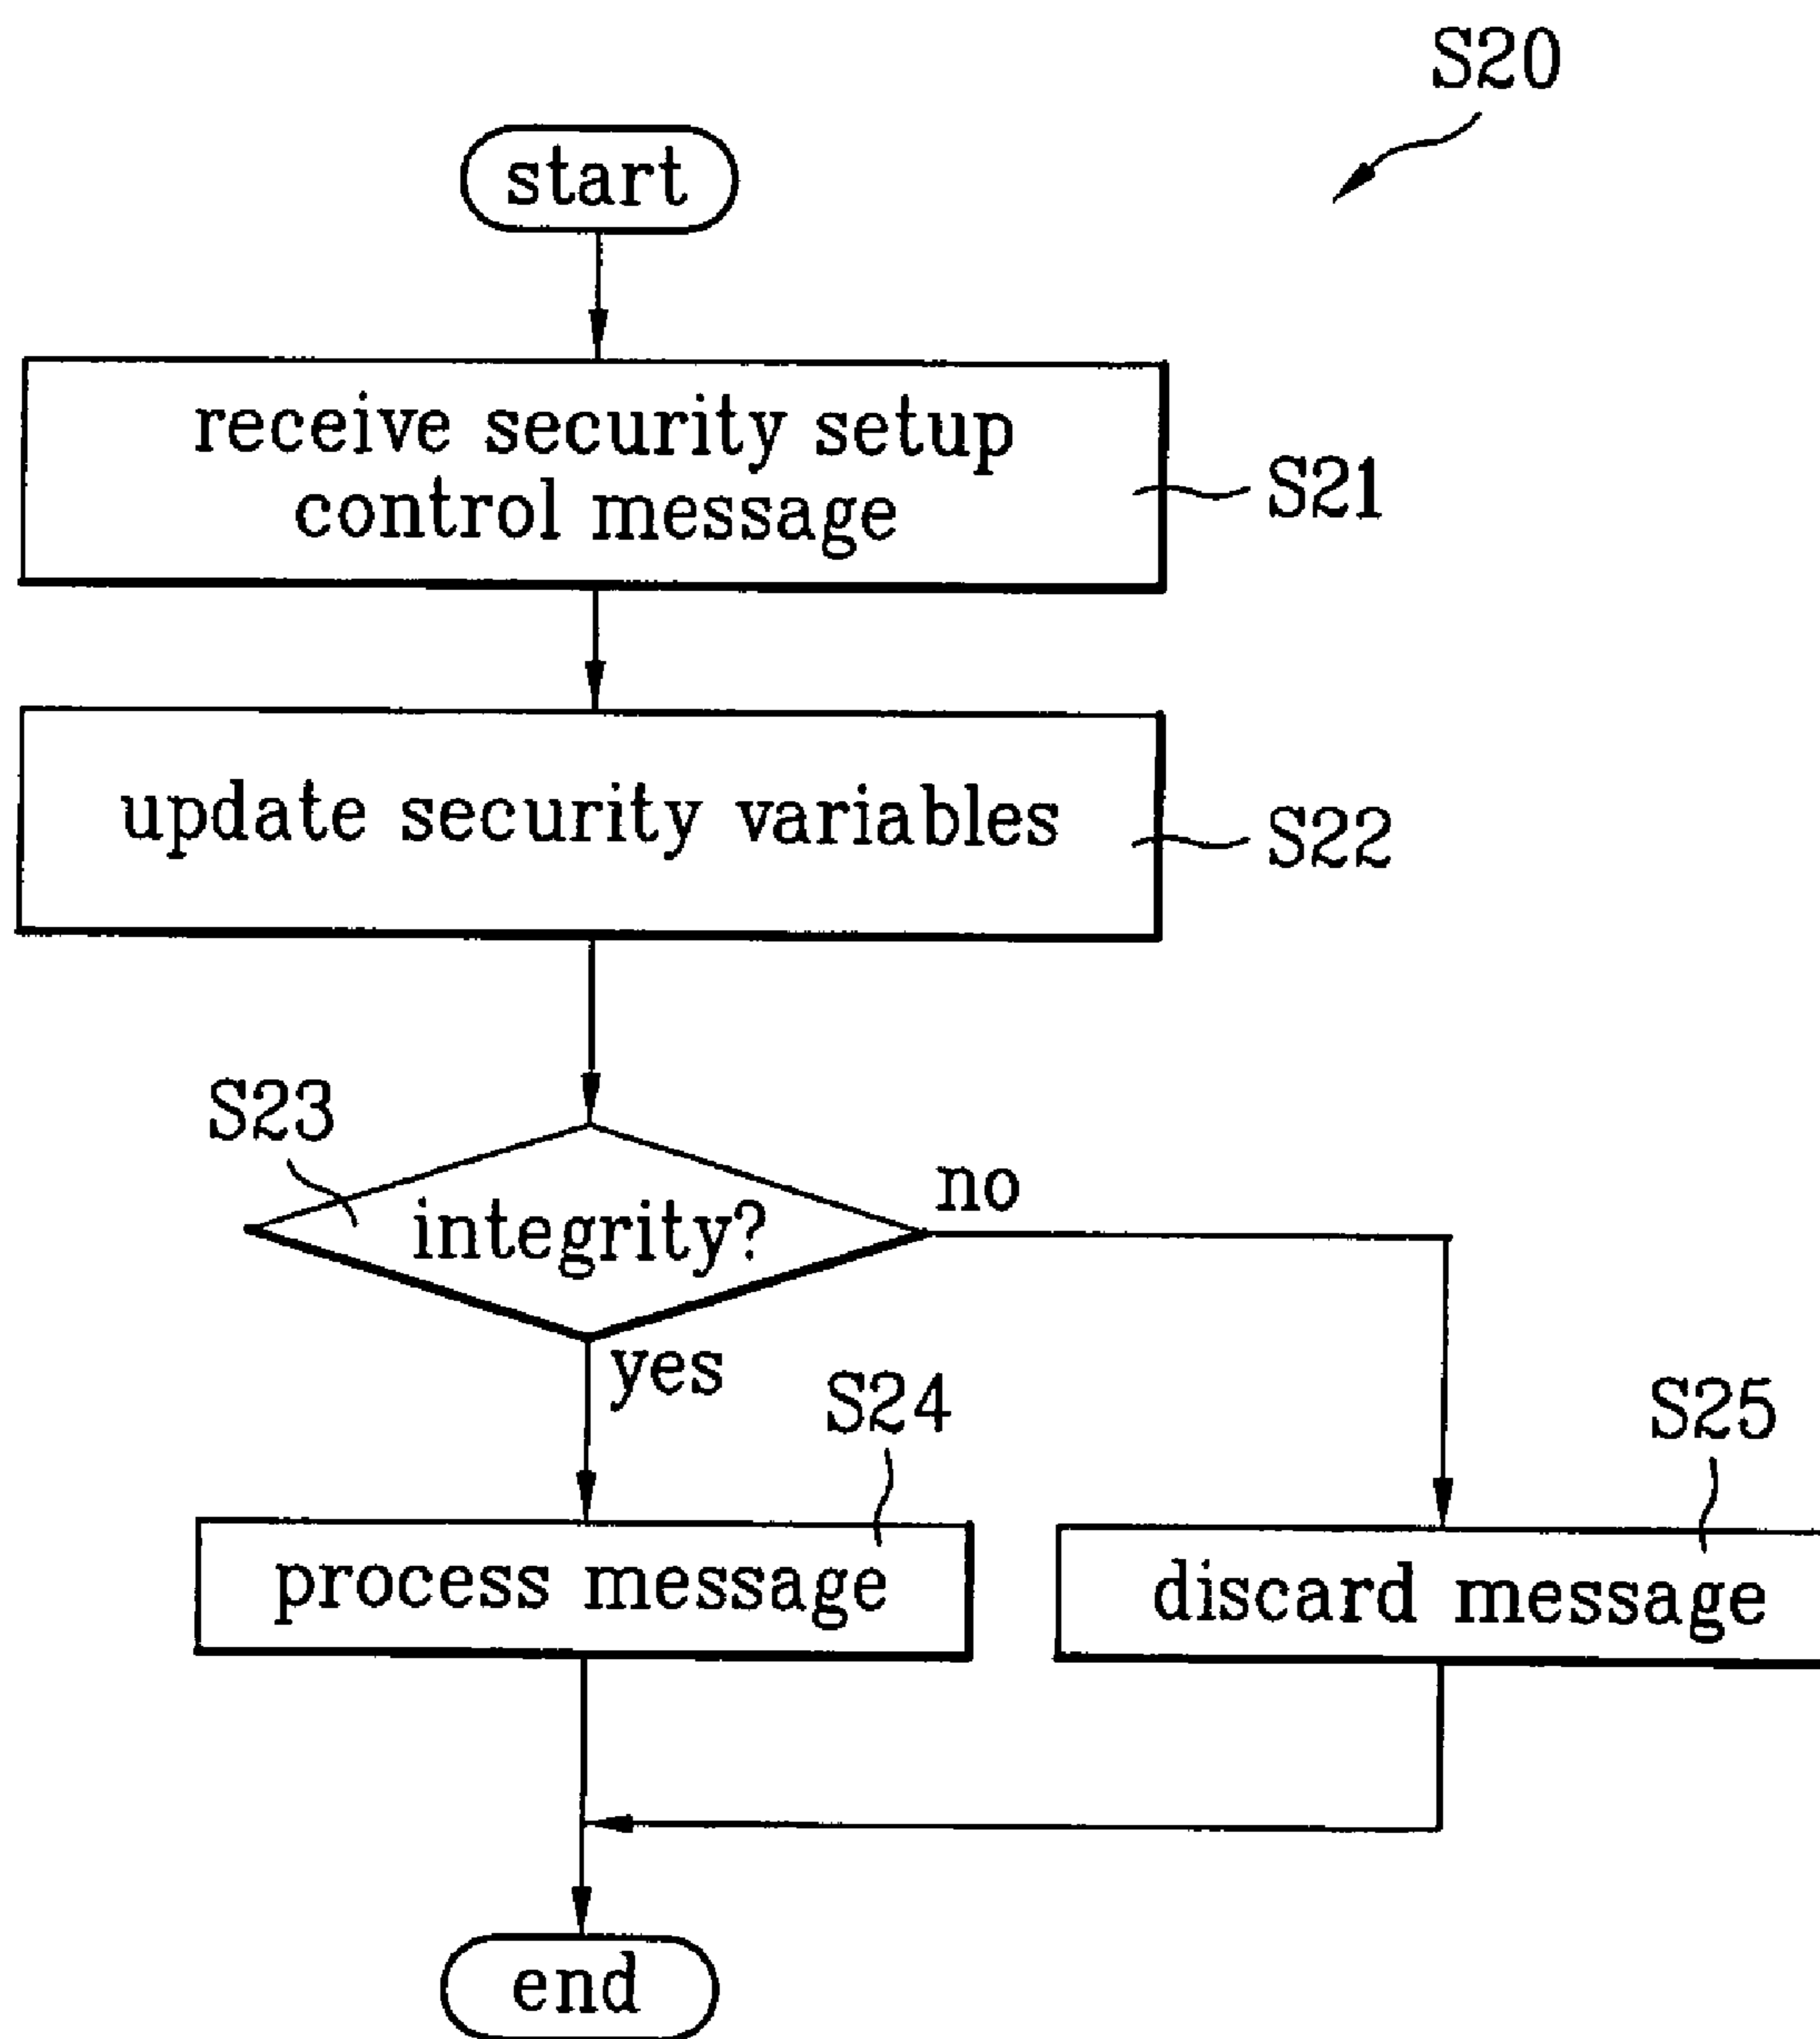 S20
start
receive security setup
control message
S21
update security variables
S22
S23
integrity?
no
yes
S24
S25
process message
discard message
end